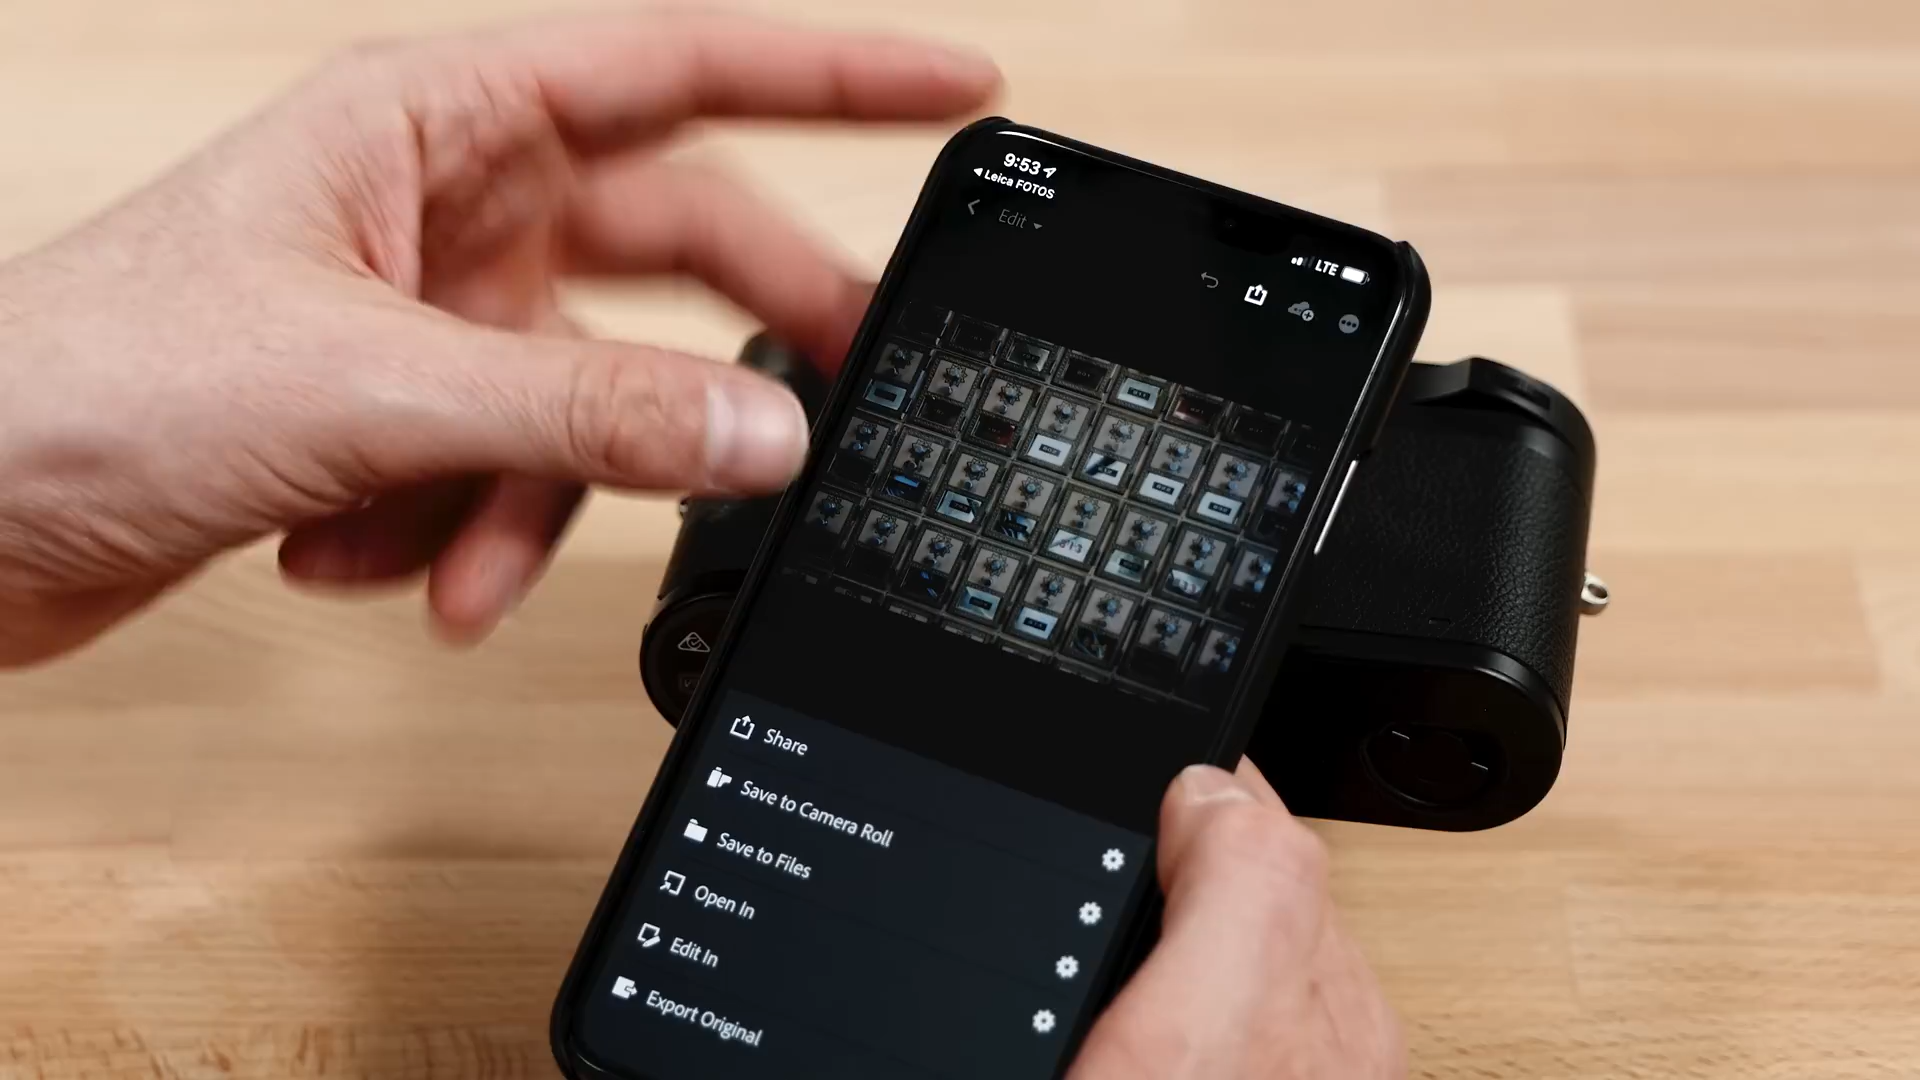 9:53
Leica FOTOS
Edit
LTE
Share
Save to Camera Roll
Save to Files
Open In
Edit In
Export Original